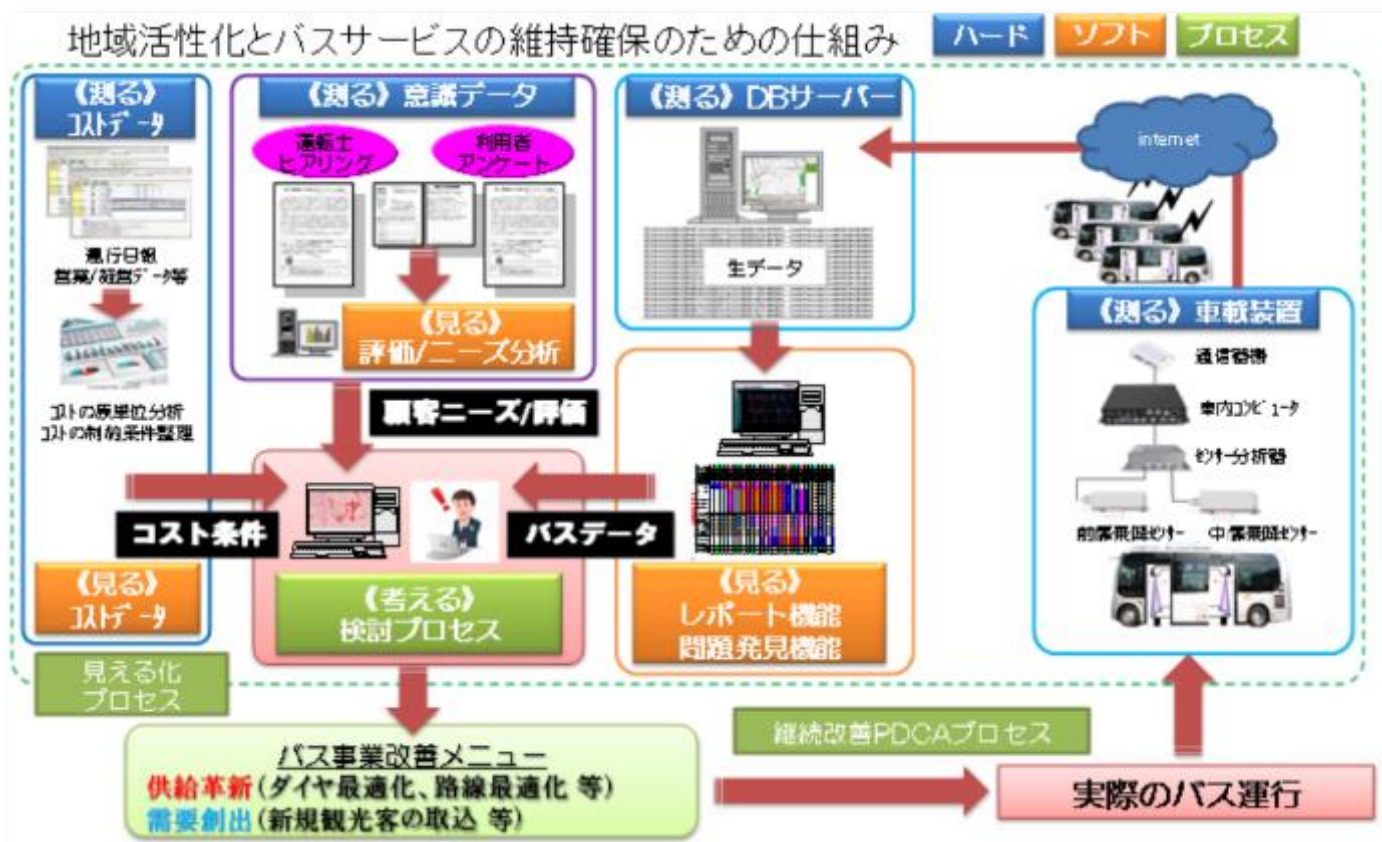 地域活性化とバスサービスの維持確保のための仕組み
ハード
ソフト
プロセス
《測る》
コストデータ
運行日報
営業/経営データ等
コストの原単位分析
コストの制約条件整理
《見る》
コストデータ
《測る》意識データ
運転士
ヒアリング
利用者
アンケート
《見る》
評価/ニーズ分析
顧客ニーズ/評価
《測る》DBサーバー
生データ
internet
《測る》車載装置
通信器機
車内コンピュータ
センサー分析器
前扉乗降センサー
中扉乗降センサー
コスト条件
バスデータ
《考える》
検討プロセス
《見る》
レポート機能
問題発見機能
見える化
プロセス
バス事業改善メニュー
供給革新(ダイヤ最適化、路線最適化 等)
需要創出(新規観光客の取込 等)
継続改善PDCAプロセス
実際のバス運行